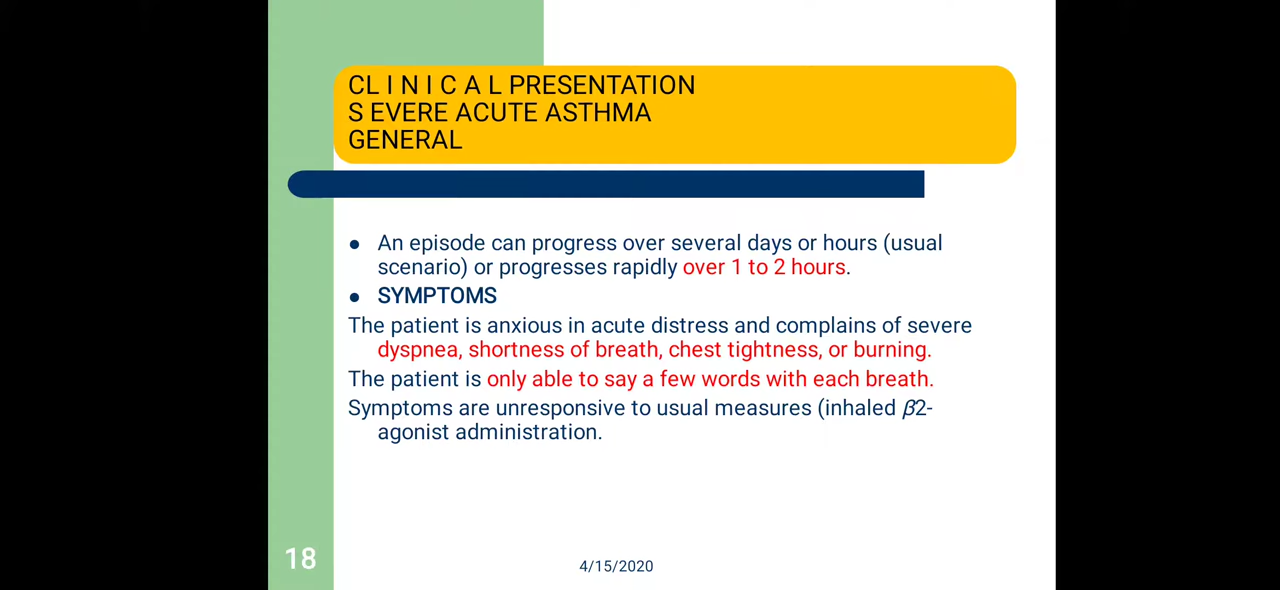 CL I N I C A L PRESENTATION
S EVERE ACUTE ASTHMA
GENERAL
● An episode can progress over several days or hours (usual
scenario) or progresses rapidly over 1 to 2 hours.
● SYMPTOMS
The patient is anxious in acute distress and complains of severe
dyspnea, shortness of breath, chest tightness, or burning.
The patient is only able to say a few words with each breath.
Symptoms are unresponsive to usual measures (inhaled β2-
agonist administration.
18
4/15/2020